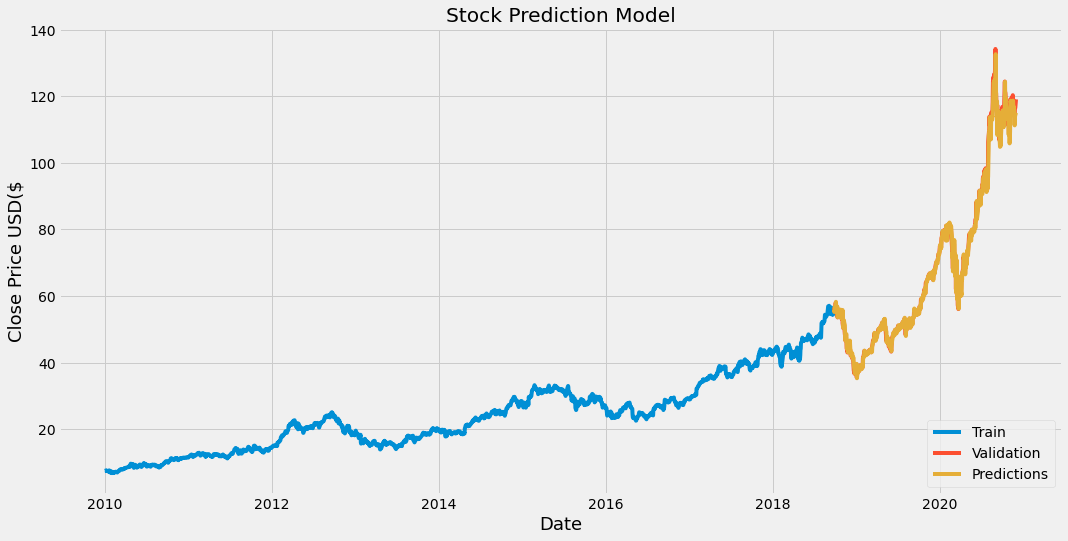 Stock Prediction Model
Close Price USD($
140
120
100
80
60
40
20
2010
2012
2014
2016
2018
2020
Date
Train
Validation
Predictions